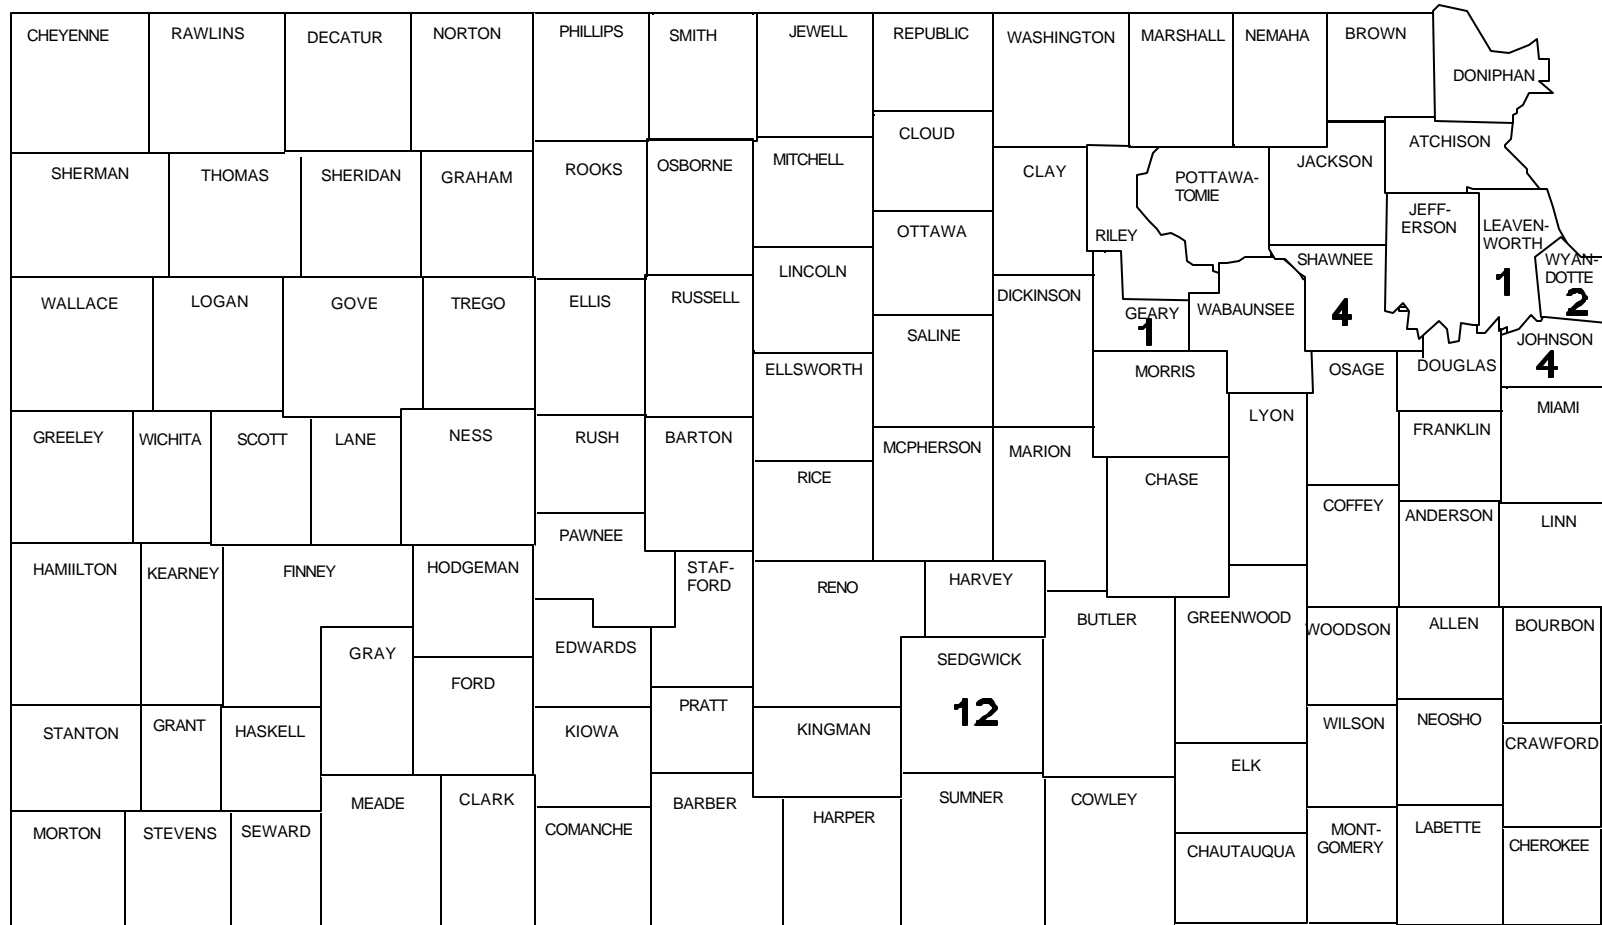 CHEYENNE
RAWLINS
DECATUR
NORTON
PHILLIPS
SMITH
JEWELL
REPUBLIC
WASHINGTON
MARSHALL
NEMAHA
BROWN
DONIPHAN
SHERMAN
THOMAS
SHERIDAN
GRAHAM
ROOKS
OSBORNE
MITCHELL
CLOUD
CLAY
RILEY
POTTAWA-
TOMIE
JACKSON
ATCHISON
JEFF-
ERSON
LEAVEN-
WORTH
1
WYAN-
DOTTE
2
WALLACE
LOGAN
GOVE
TREGO
ELLIS
RUSSELL
LINCOLN
OTTAWA
SALINE
DICKINSON
GEARY
1
WABAUNSEE
SHAWNEE
4
DOUGLAS
JOHNSON
4
ELLSWORTH
MORRIS
OSAGE
MIAMI
GREELEY
WICHITA
SCOTT
LANE
NESS
RUSH
BARTON
RICE
MCPHERSON
MARION
CHASE
LYON
FRANKLIN
COFFEY
ANDERSON
LINN
HAMIILTON
KEARNEY
FINNEY
HODGEMAN
PAWNEE
STAF-
FORD
RENO
HARVEY
BUTLER
GREENWOOD
WOODSON
ALLEN
BOURBON
GRAY
FORD
EDWARDS
SEDGWICK
12
STANTON
GRANT
HASKELL
KIOWA
PRATT
KINGMAN
ELK
WILSON
NEOSHO
CRAWFORD
MORTON
STEVENS
SEWARD
MEADE
CLARK
COMANCHE
BARBER
HARPER
SUMNER
COWLEY
CHAUTAUQUA
MONT-
GOMERY
LABETTE
CHEROKEE